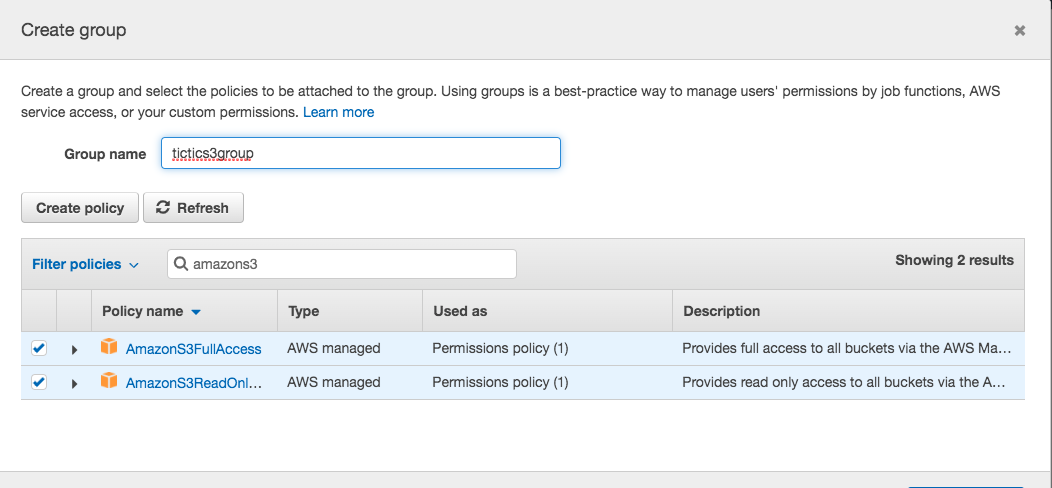 Create group
Create a group and select the policies to be attached to the group. Using groups is a best-practice way to manage users' permissions by job functions, AWS
service access, or your custom permissions. Learn more
Group name tictics3group
Create policy Refresh
Filter policies amazons3 Showing 2 results
Policy name Type Used as Description
AmazonS3FullAccess AWS managed Permissions policy (1) Provides full access to all buckets via the AWS Ma...
AmazonS3ReadOnl... AWS managed Permissions policy (1) Provides read only access to all buckets via the A...